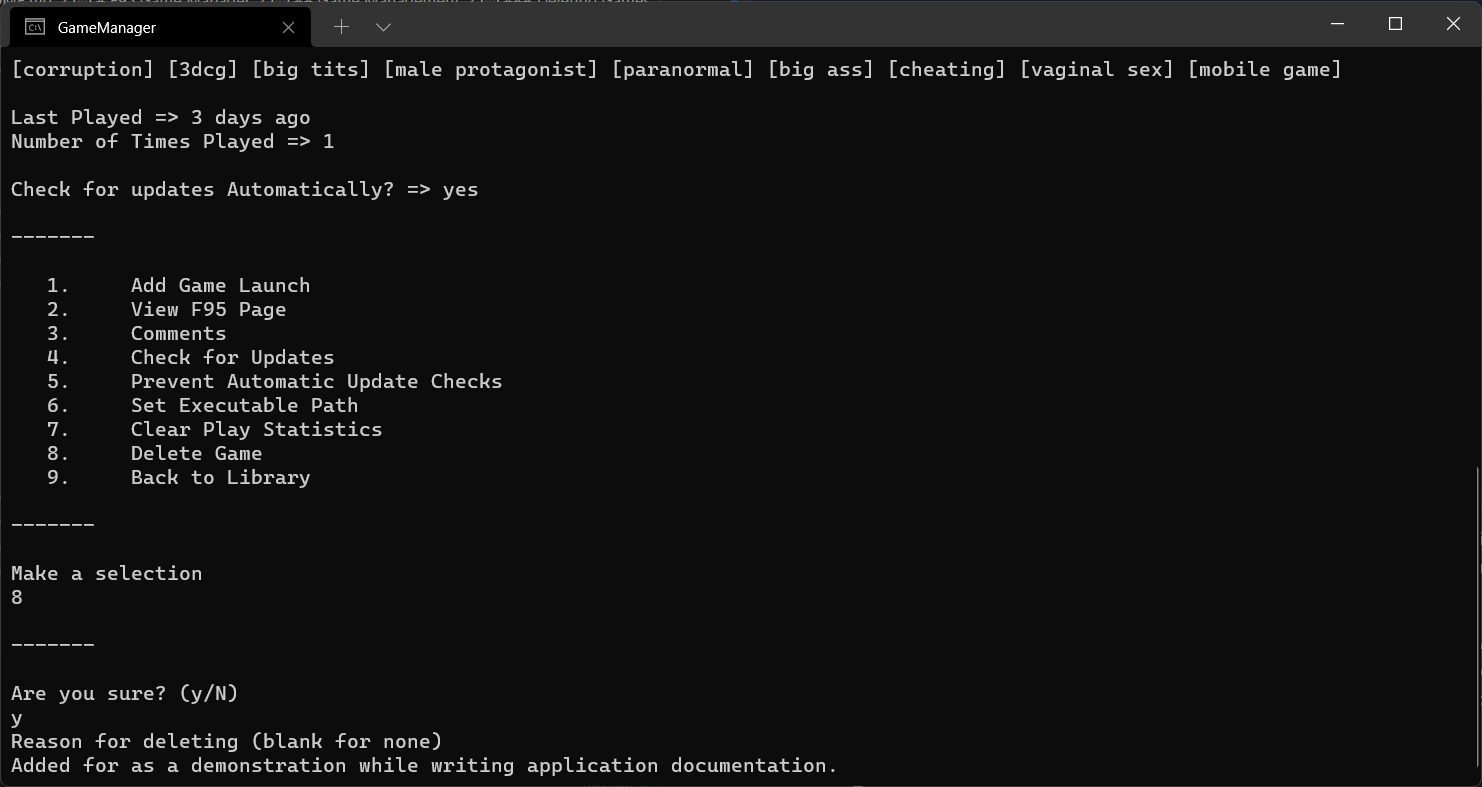 GameManager
[corruption] [3dcg] [big tits] [male protagonist] [paranormal] [big ass] [cheating] [vaginal sex] [mobile game]
Last Played => 3 days ago
Number of Times Played => 1
Check for updates Automatically? => yes
-------
1. Add Game Launch
2. View F95 Page
3. Comments
4. Check for Updates
5. Prevent Automatic Update Checks
6. Set Executable Path
7. Clear Play Statistics
8. Delete Game
9. Back to Library
-------
Make a selection
8
-------
Are you sure? (y/N)
y
Reason for deleting (blank for none)
Added for as a demonstration while writing application documentation.